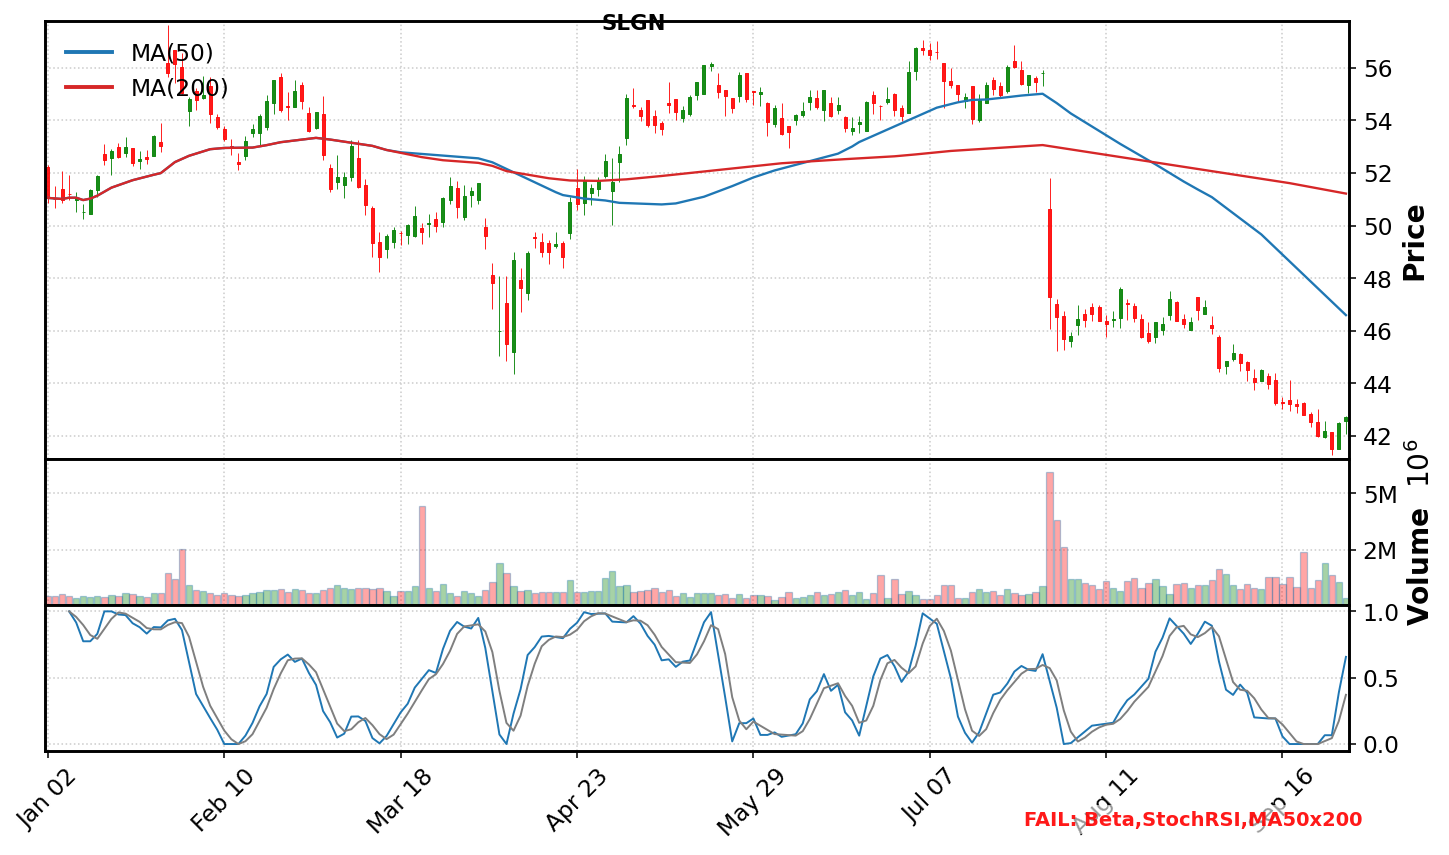 SLGN
MA(50)
MA(200)
56
54
52
50
48
46
44
42
Price
5M
2M
Volume 10^6
1.0
0.5
0.0
Jan 02
Feb 10
Mar 18
Apr 23
May 29
Jul 07
Aug 11
Sep 16
FAIL: Beta,StochRSI,MA50x200